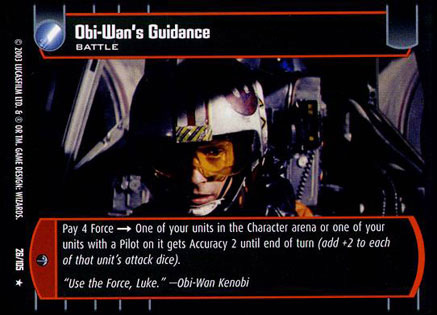 Obi-Wan's Guidance
BATTLE
Pay 4 Force → One of your units in the Character arena or one of your
units with a Pilot on it gets Accuracy 2 until end of turn (add +2 to each
of that unit's attack dice).
"Use the Force, Luke." —Obi-Wan Kenobi
© 2003 LUCASFILM LTD. & ® OR TM. GAME DESIGN: WIZARDS.
26/105 ★